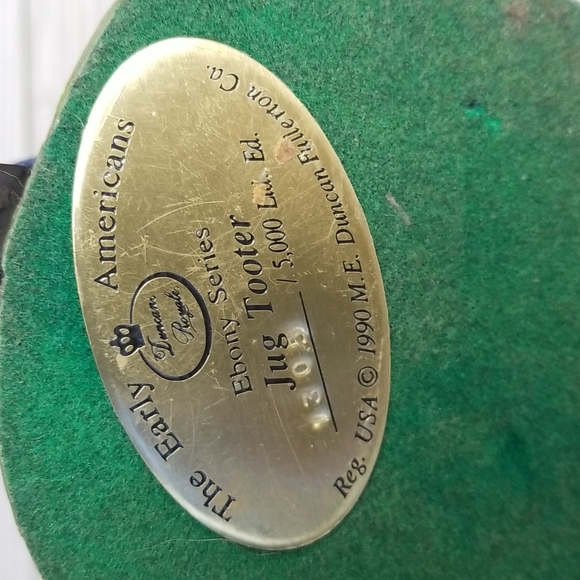 The Early Americans
Duncan
Royale
Ebony Series
Jug Tooter
/ 5,000 Ltd. Ed.
Reg. USA © 1990 M.E. Duncan Fullerton Ca.